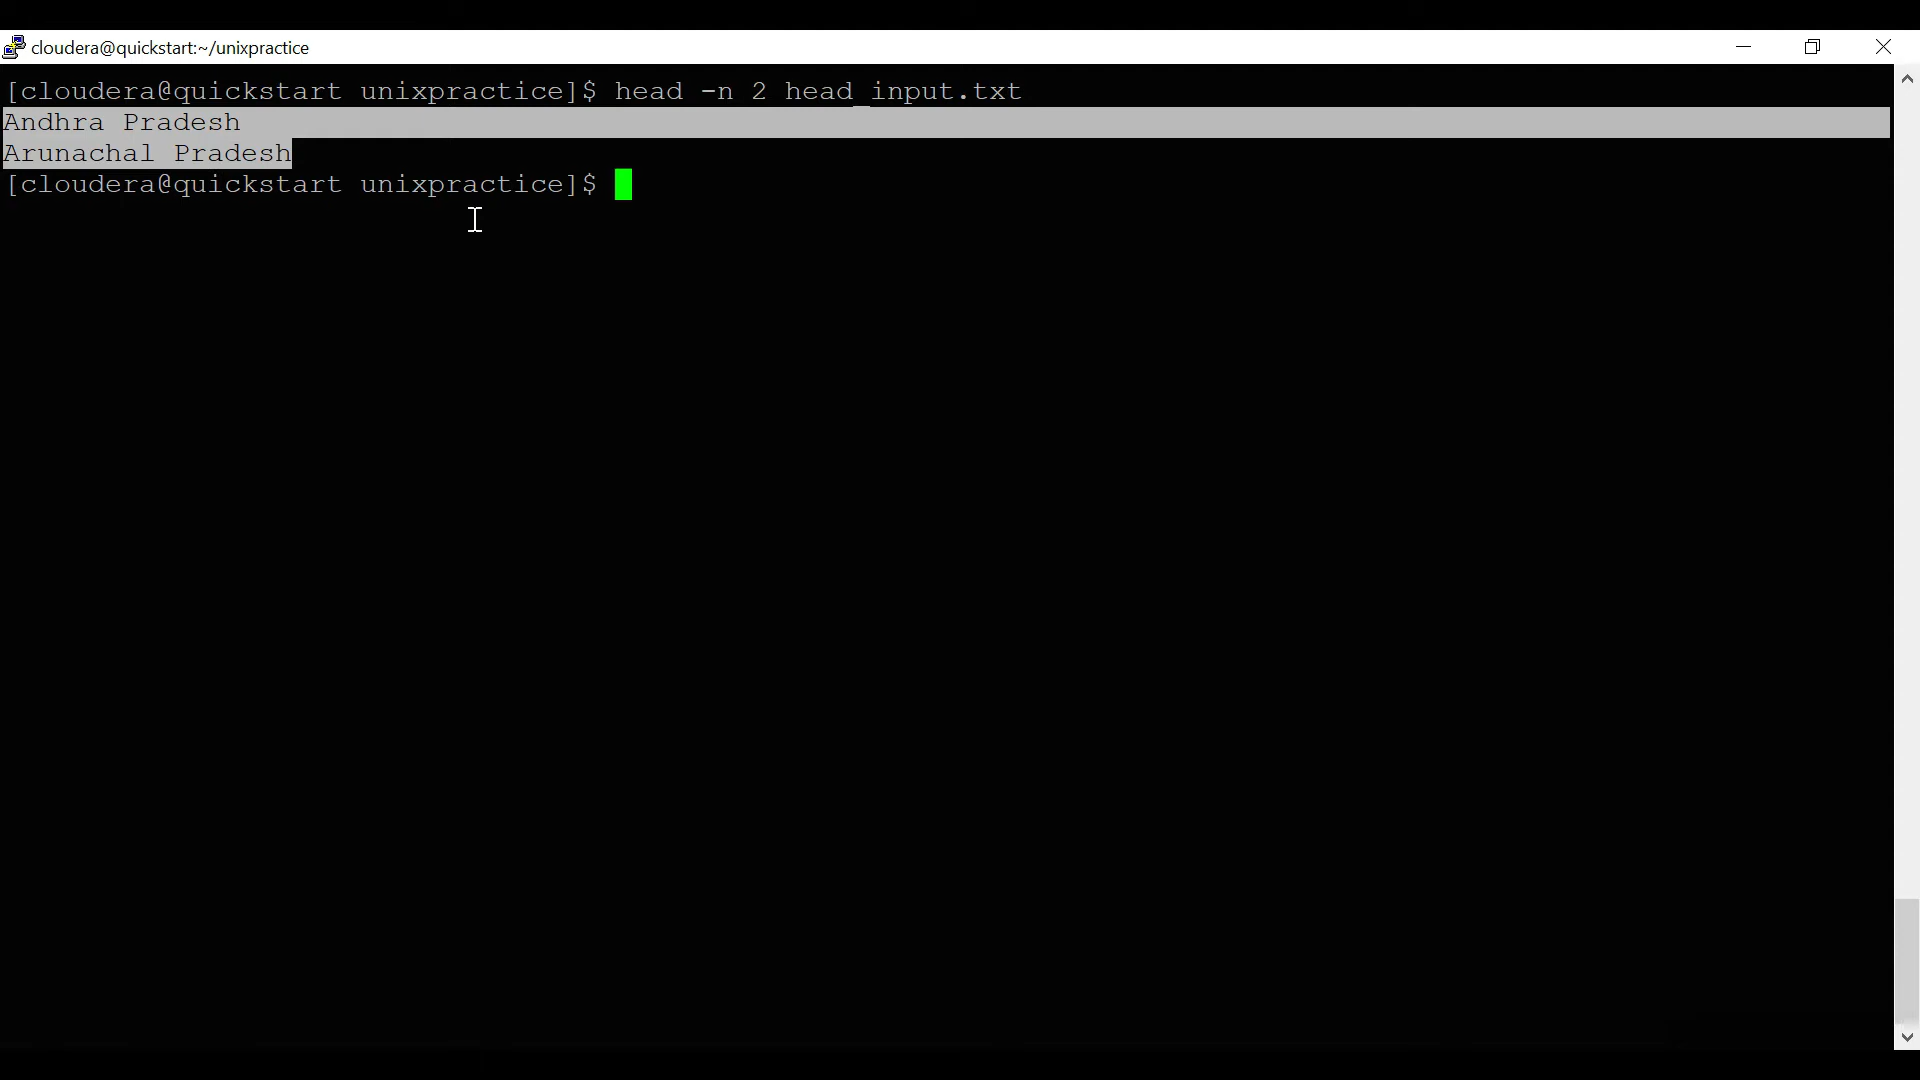 cloudera@quickstart:~/unixpractice
[cloudera@quickstart unixpractice]$ head -n 2 head_input.txt
Andhra Pradesh
Arunachal Pradesh
[cloudera@quickstart unixpractice]$